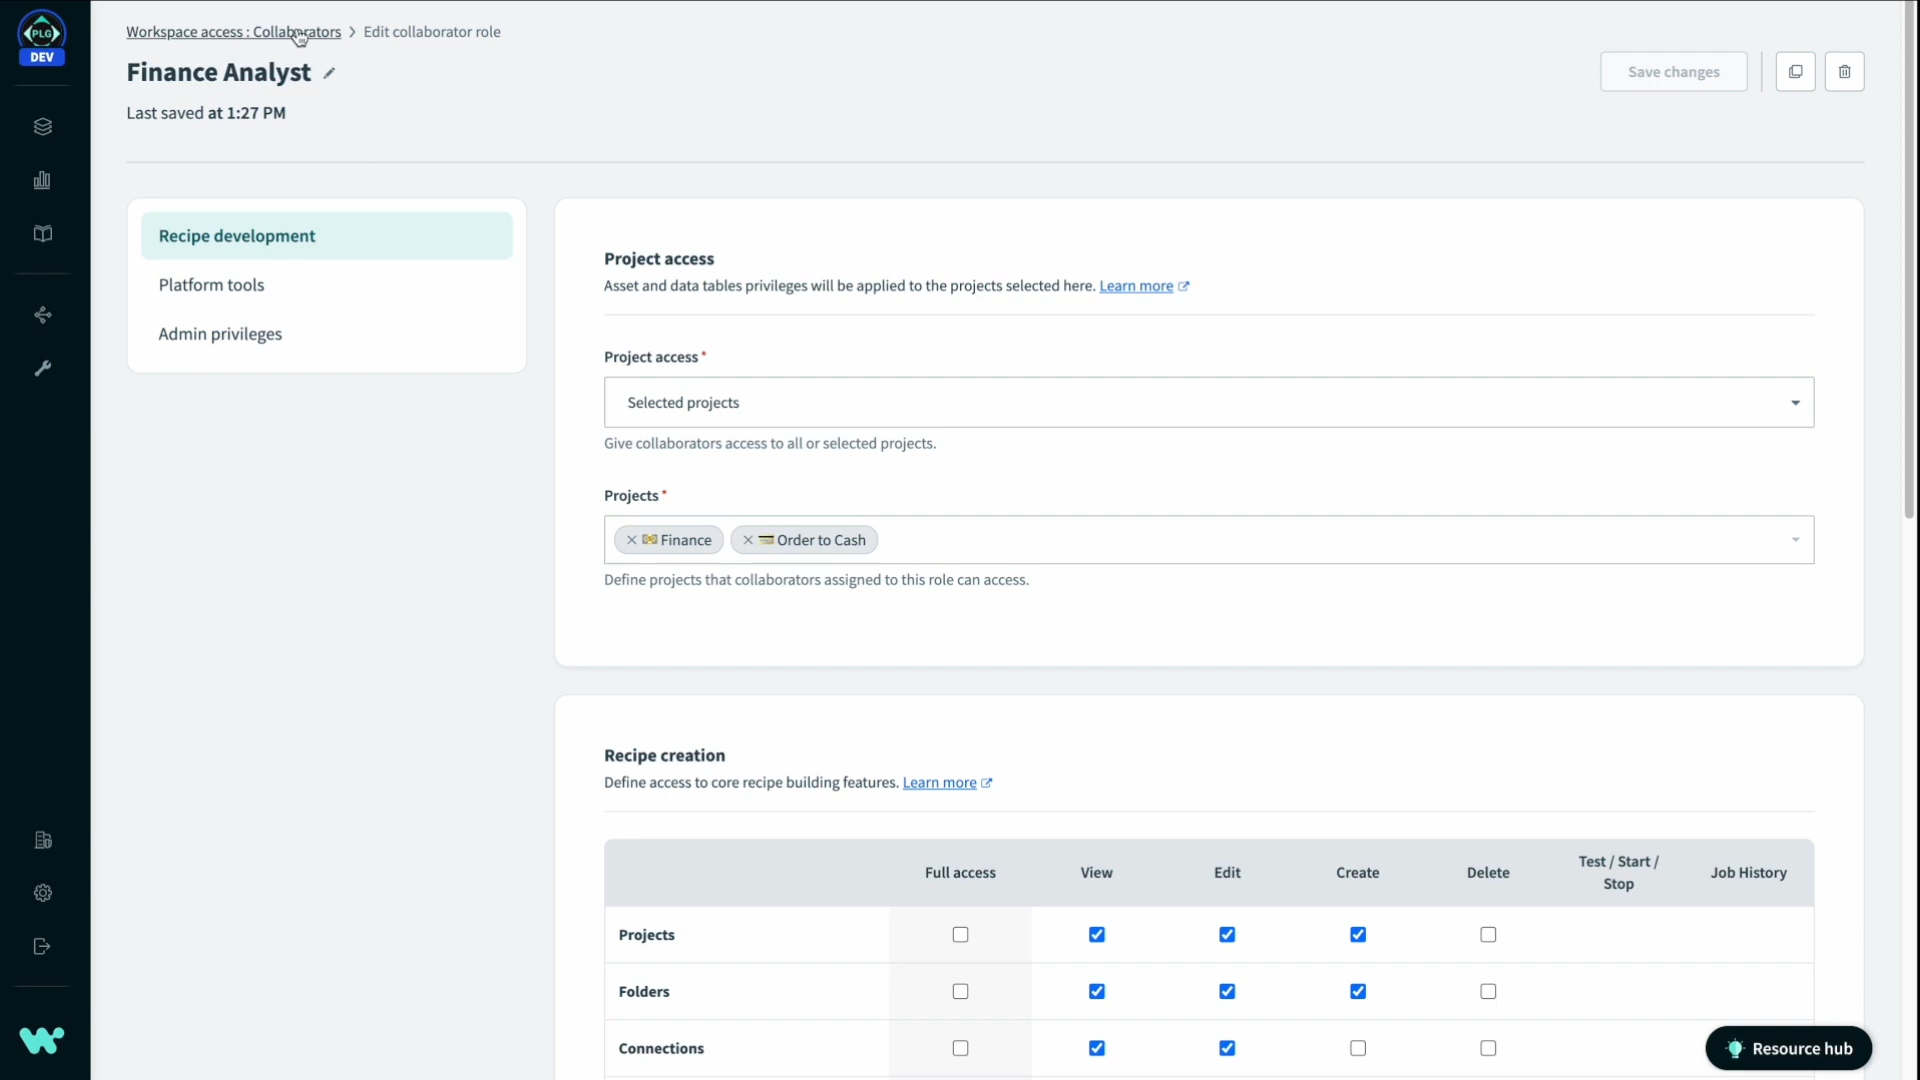 PLG
DEV
Workspace access : Collaborators > Edit collaborator role
Finance Analyst
Last saved at 1:27 PM
Save changes
Recipe development
Platform tools
Admin privileges
Project access
Asset and data tables privileges will be applied to the projects selected here. Learn more
Project access*
Selected projects
Give collaborators access to all or selected projects.
Projects*
Finance Order to Cash
Define projects that collaborators assigned to this role can access.
Recipe creation
Define access to core recipe building features. Learn more
Full access View Edit Create Delete Test / Start / Stop Job History
Projects
Folders
Connections
Resource hub